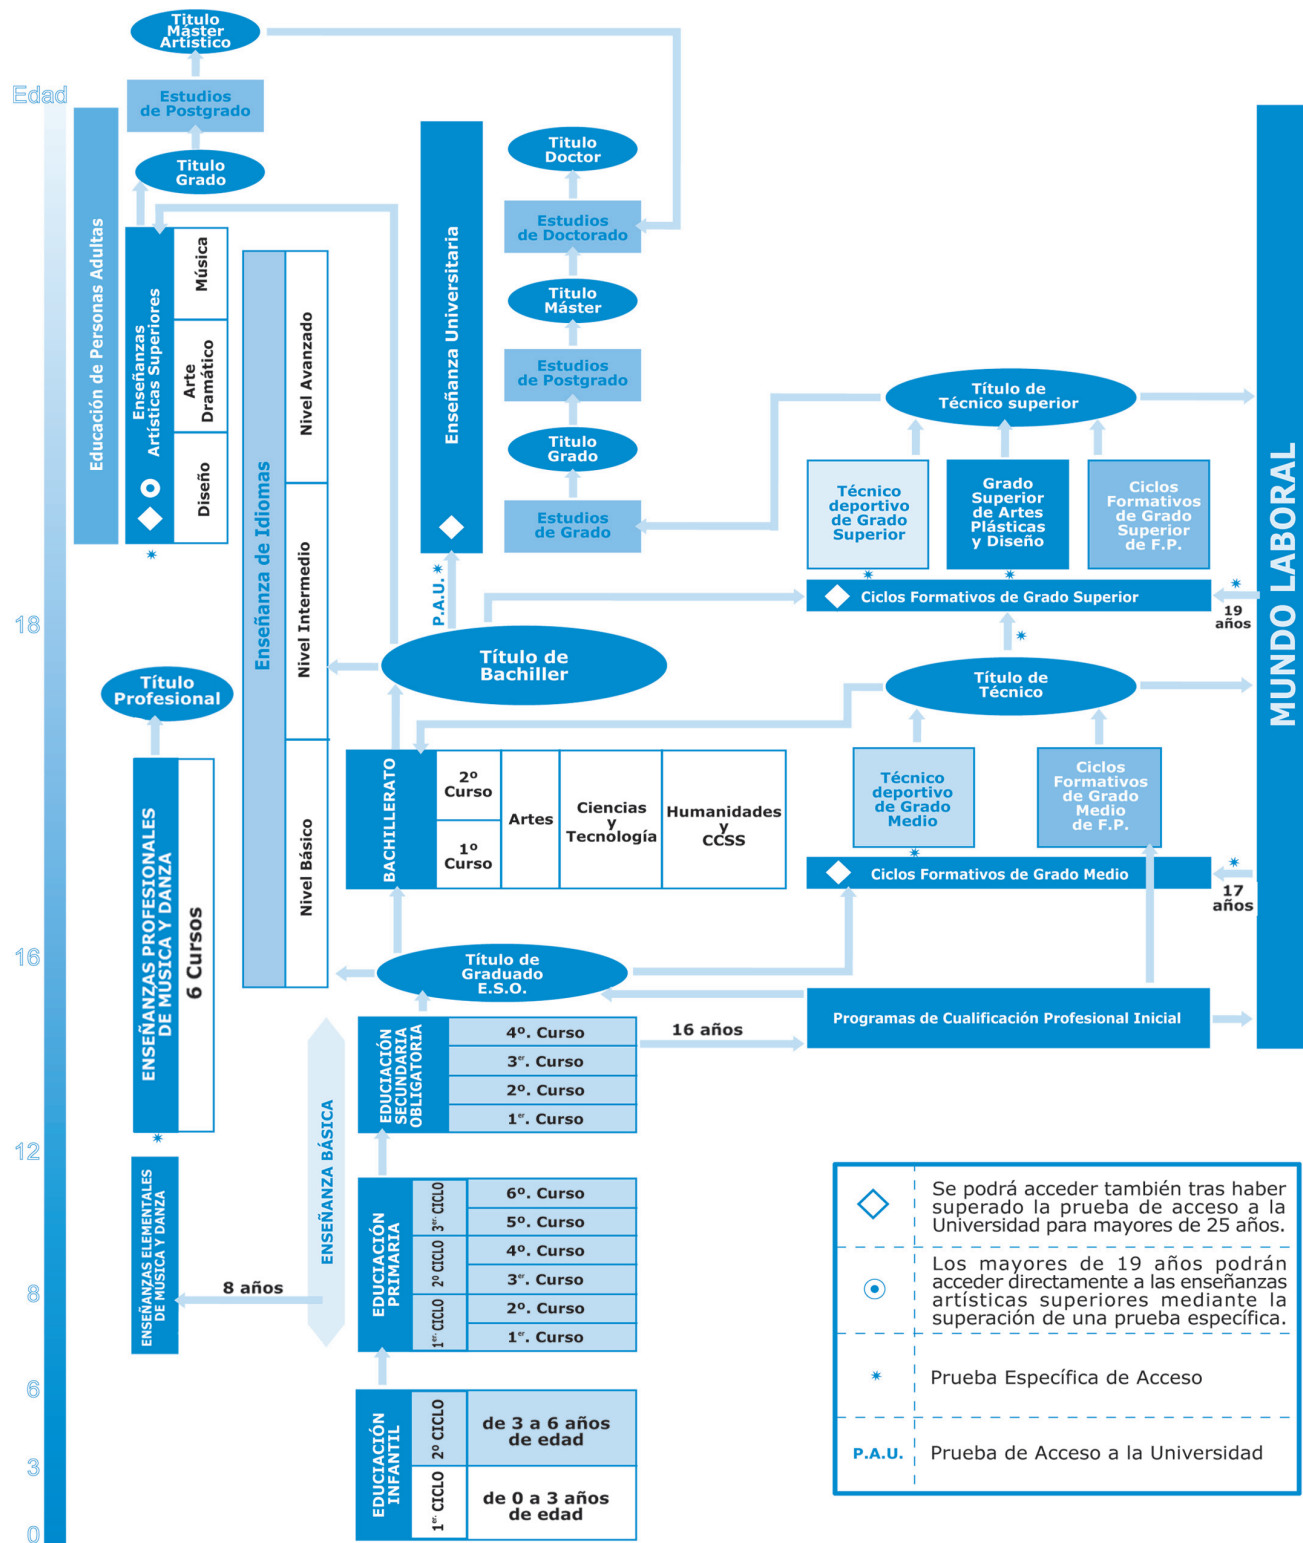 Titulo
Máster
Artístico
Edad
Estudios
de Postgrado
Titulo
Grado
Educación de Personas Adultas
Enseñanzas
Artísticas Superiores
Música
Arte
Dramático
Diseño
Enseñanza de Idiomas
Nivel Avanzado
Nivel Intermedio
Nivel Básico
Enseñanza Universitaria
P.A.U. *
Titulo
Doctor
Estudios
de Doctorado
Titulo
Máster
Estudios
de Postgrado
Titulo
Grado
Estudios
de Grado
Título de
Técnico superior
Técnico
deportivo
de Grado
Superior
Grado
Superior
de Artes
Plásticas
y Diseño
Ciclos
Formativos
de Grado
Superior
de F.P.
Ciclos Formativos de Grado Superior
19
años
MUNDO LABORAL
18
Título de
Bachiller
Título de
Técnico
Título
Profesional
ENSEÑANZAS PROFESIONALES
DE MUSICA Y DANZA
6 Cursos
BACHILLERATO
2º
Curso
1º
Curso
Artes
Ciencias
y
Tecnología
Humanidades
y
CCSS
Técnico
deportivo
de Grado
Medio
Ciclos
Formativos
de Grado
Medio
de F.P.
Ciclos Formativos de Grado Medio
17
años
16
Título de
Graduado
E.S.O.
Programas de Cualificación Profesional Inicial
16 años
EDUCIACIÓN
SECUNDARIA
OBLIGATORIA
4º. Curso
3er. Curso
2º. Curso
1er. Curso
ENSEÑANZA BÁSICA
12
ENSEÑANZAS ELEMENTALES
DE MUSICA Y DANZA
8 años
EDUCIACIÓN
PRIMARIA
3er. CICLO
2º CICLO
1er. CICLO
6º. Curso
5º. Curso
4º. Curso
3er. Curso
2º. Curso
1er. Curso
8
6
EDUCIACIÓN
INFANTIL
2º CICLO
1er. CICLO
de 3 a 6 años
de edad
de 0 a 3 años
de edad
3
0
Se podrá acceder también tras haber
superado la prueba de acceso a la
Universidad para mayores de 25 años.
Los mayores de 19 años podrán
acceder directamente a las enseñanzas
artísticas superiores mediante la
superación de una prueba específica.
* Prueba Específica de Acceso
P.A.U. Prueba de Acceso a la Universidad